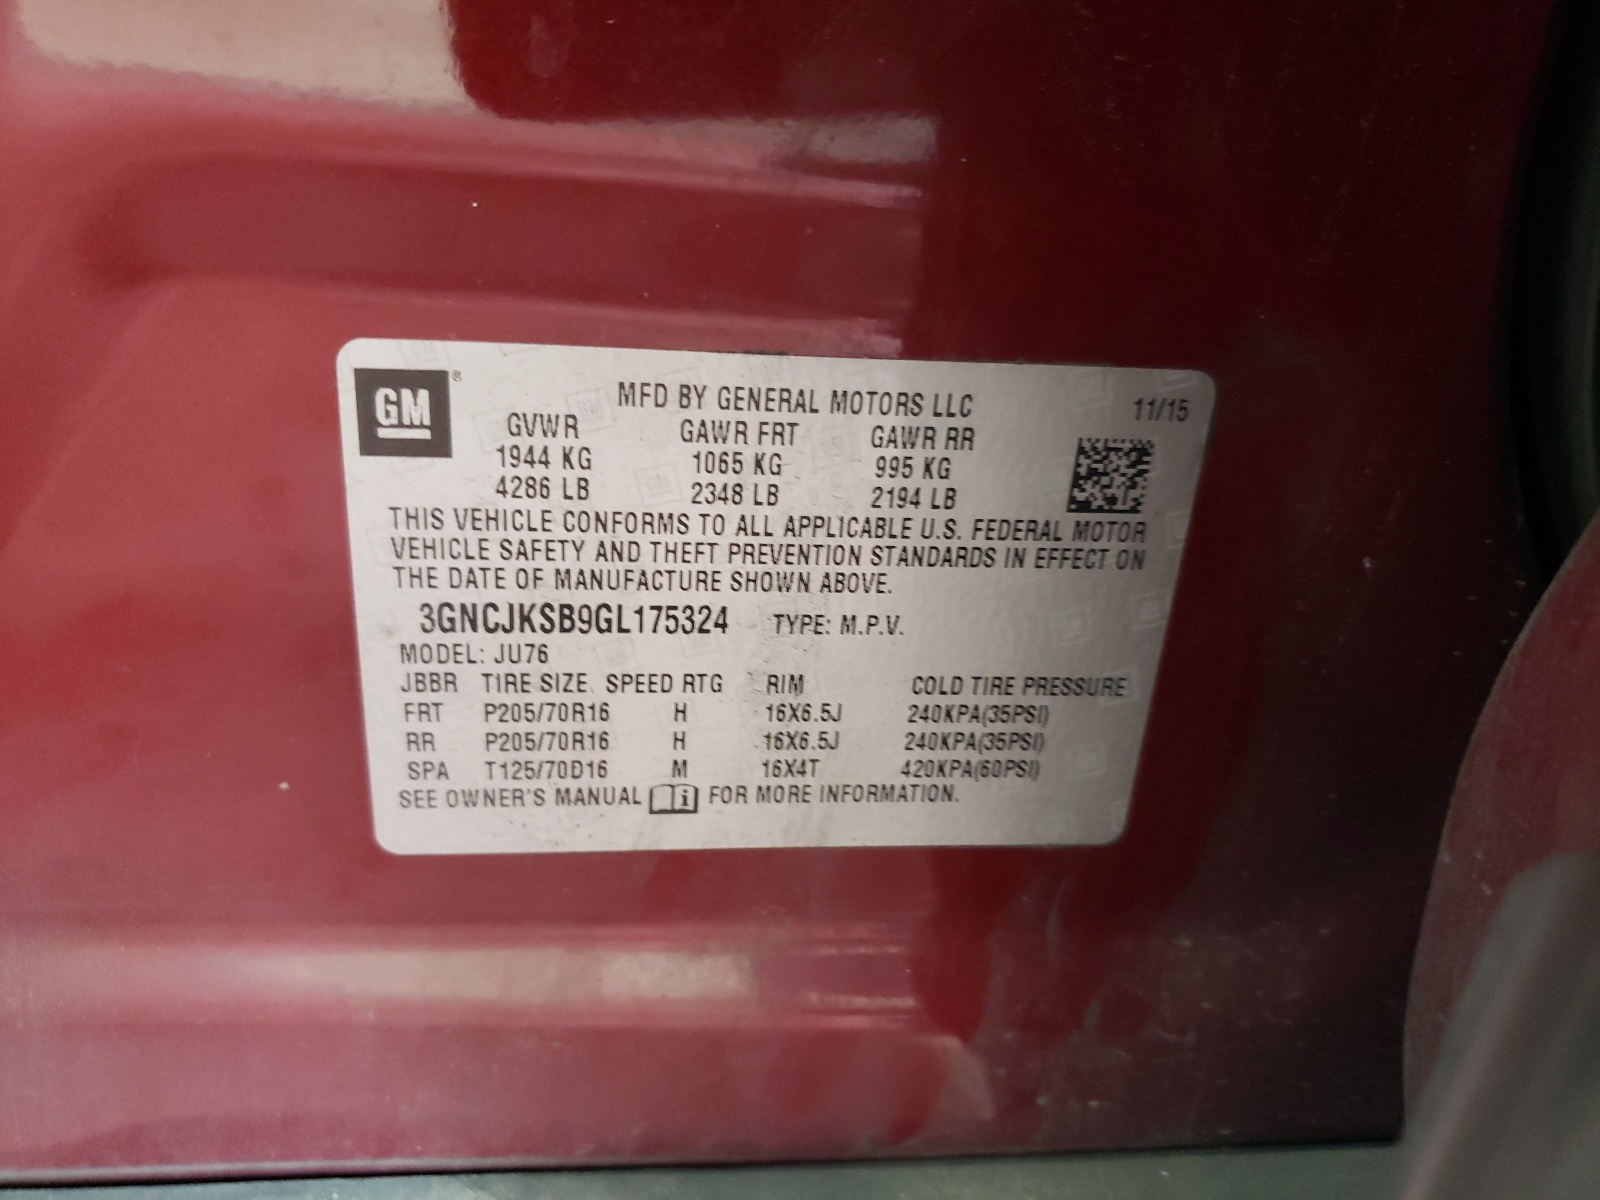 GM ®
MFD BY GENERAL MOTORS LLC 11/15
GVWR GAWR FRT GAWR RR
1944 KG 1065 KG 995 KG
4286 LB 2348 LB 2194 LB
THIS VEHICLE CONFORMS TO ALL APPLICABLE U.S. FEDERAL MOTOR
VEHICLE SAFETY AND THEFT PREVENTION STANDARDS IN EFFECT ON
THE DATE OF MANUFACTURE SHOWN ABOVE.
3GNCJKSB9GL175324 TYPE: M.P.V.
MODEL: JU76
JBBR TIRE SIZE SPEED RTG RIM COLD TIRE PRESSURE
FRT P205/70R16 H 16X6.5J 240KPA(35PSI)
RR P205/70R16 H 16X6.5J 240KPA(35PSI)
SPA T125/70D16 M 16X4T 420KPA(60PSI)
SEE OWNER'S MANUAL i FOR MORE INFORMATION.